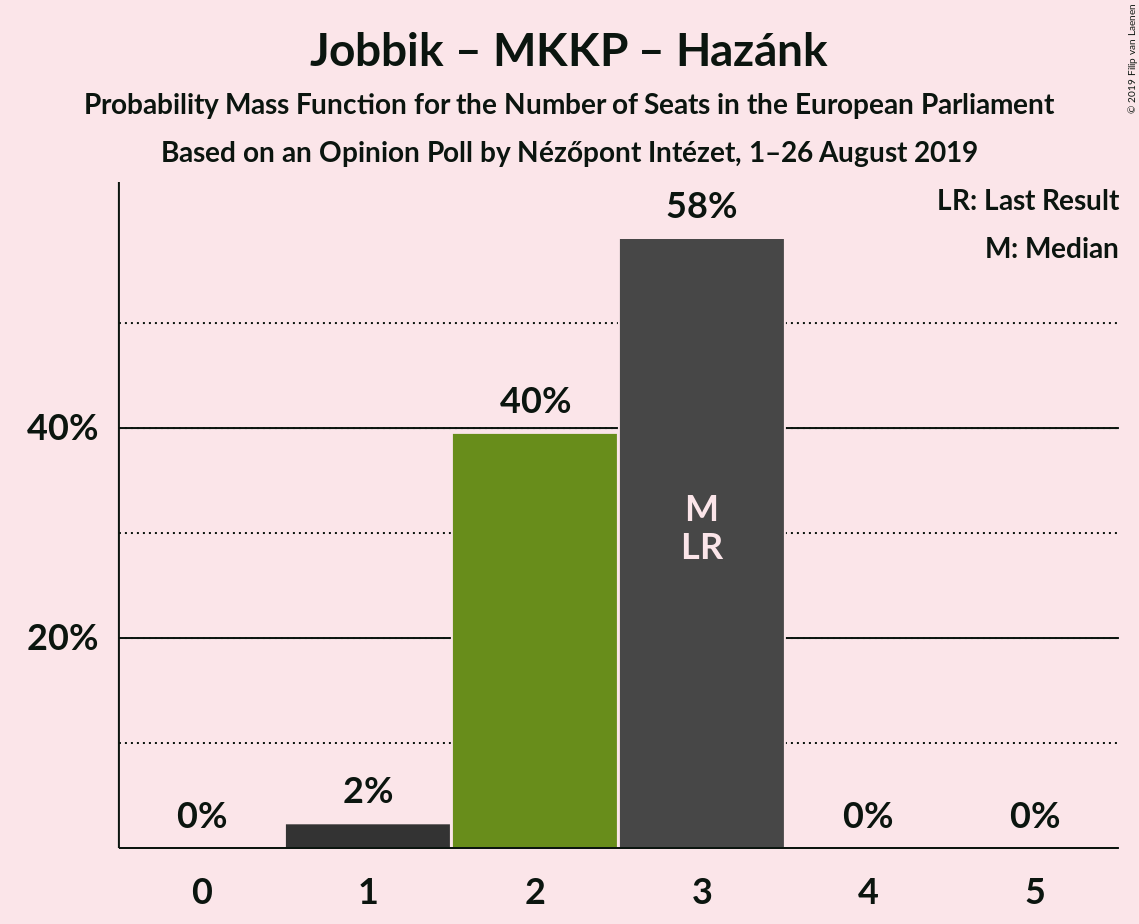 Jobbik – MKKP – Hazánk
Probability Mass Function for the Number of Seats in the European Parliament
Based on an Opinion Poll by Nézőpont Intézet, 1–26 August 2019
© 2019 Filip van Laenen
LR: Last Result
M: Median
58%
40%
40%
M
LR
20%
2%
0%
0%
0%
0
1
2
3
4
5